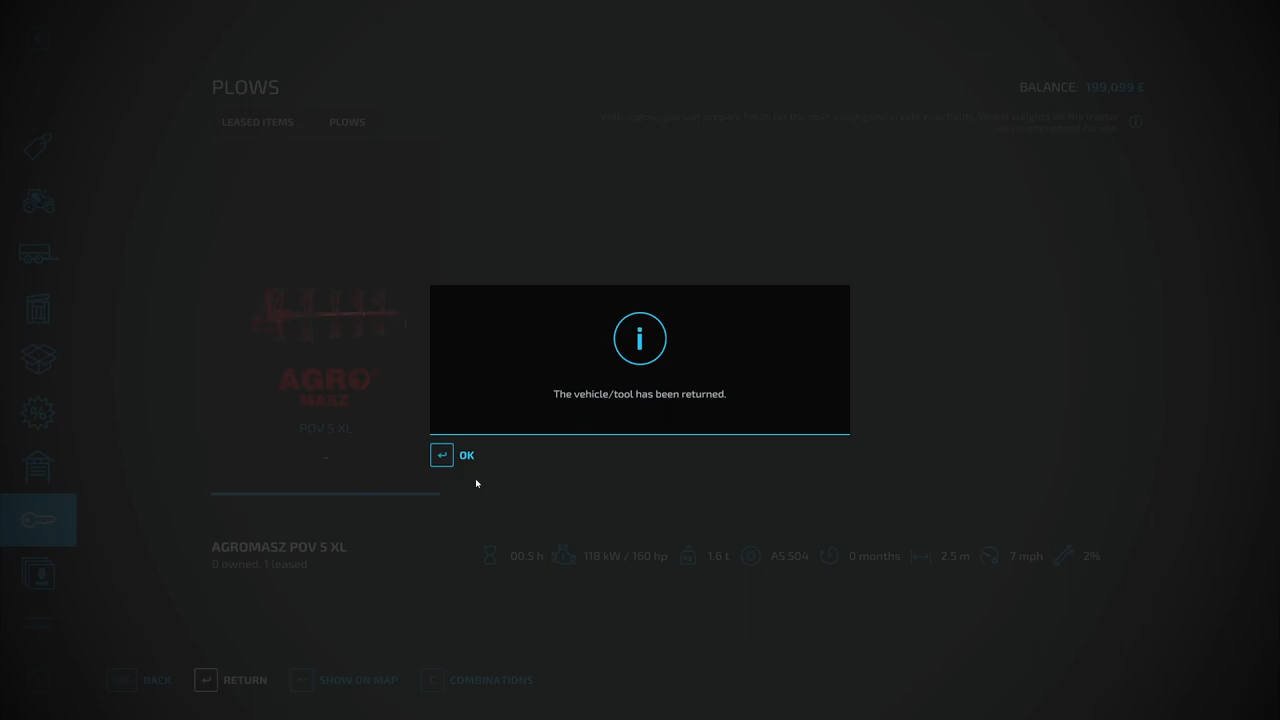 PLOWS
BALANCE: 199,099 £
LEASED ITEMS PLOWS
AGRO
MASZ
POV 5 XL
The vehicle/tool has been returned.
OK
AGROMASZ POV 5 XL
0 owned, 1 leased
00.5 h 118 kW / 160 hp 1.6 t AS 504 0 months 2.5 m 7 mph 2%
BACK RETURN SHOW ON MAP C COMBINATIONS